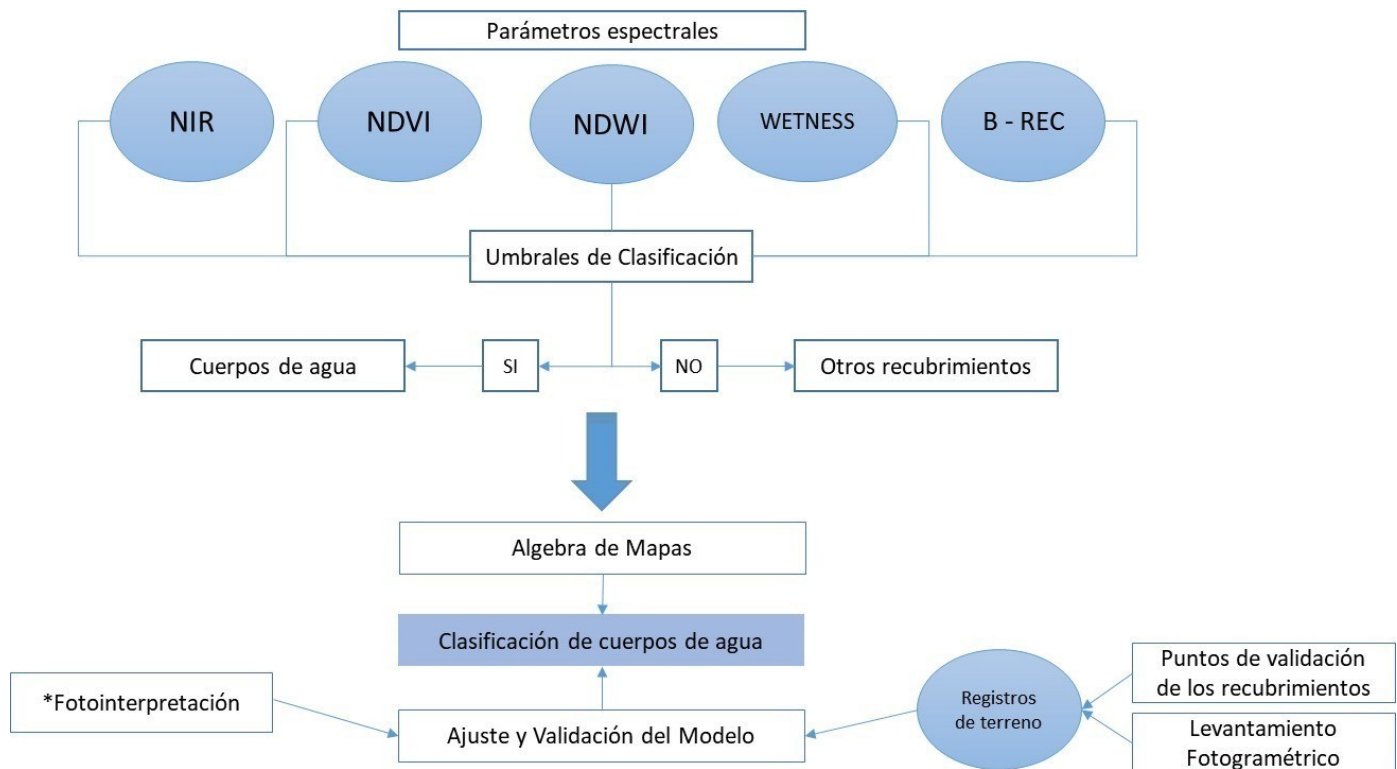 Parámetros espectrales
NIR
NDVI
NDWI
WETNESS
B - REC
Umbrales de Clasificación
Cuerpos de agua
SI
NO
Otros recubrimientos
Algebra de Mapas
Clasificación de cuerpos de agua
*Fotointerpretación
Ajuste y Validación del Modelo
Registros
de terreno
Puntos de validación
de los recubrimientos
Levantamiento
Fotogramétrico